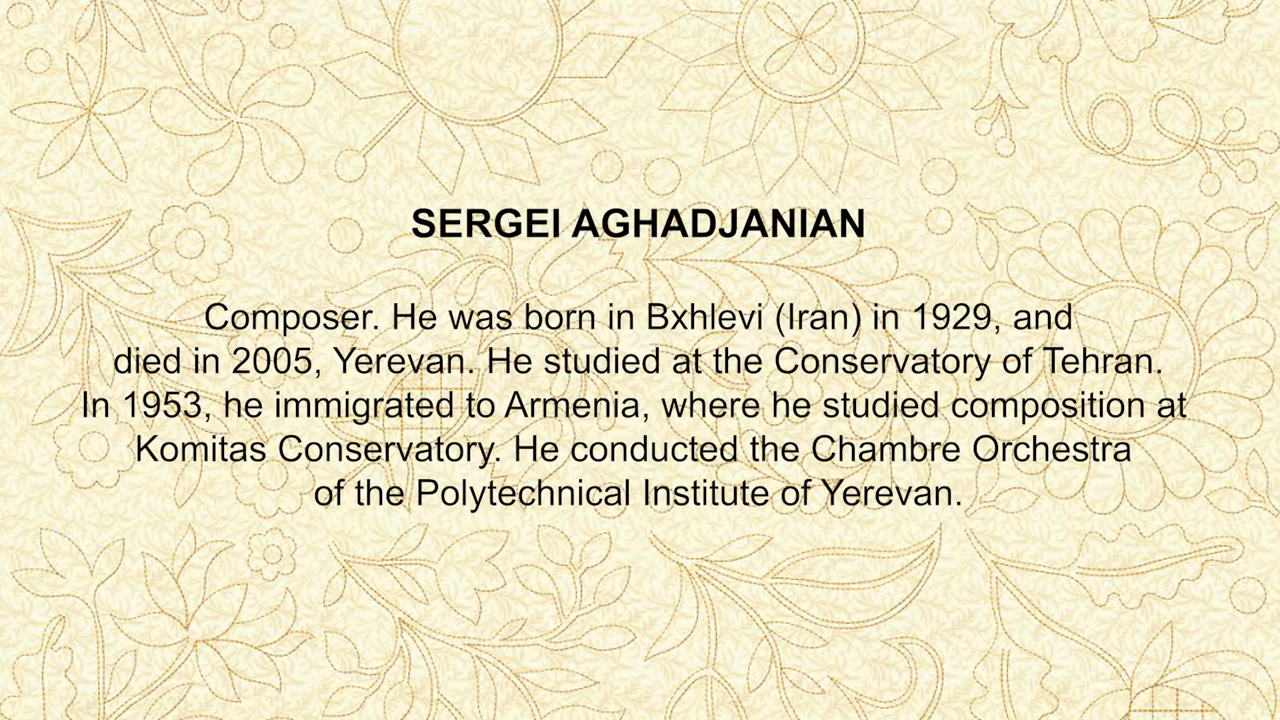 SERGEI AGHADJANIAN
Composer. He was born in Bxhlevi (Iran) in 1929, and
died in 2005, Yerevan. He studied at the Conservatory of Tehran.
In 1953, he immigrated to Armenia, where he studied composition at
Komitas Conservatory. He conducted the Chambre Orchestra
of the Polytechnical Institute of Yerevan.